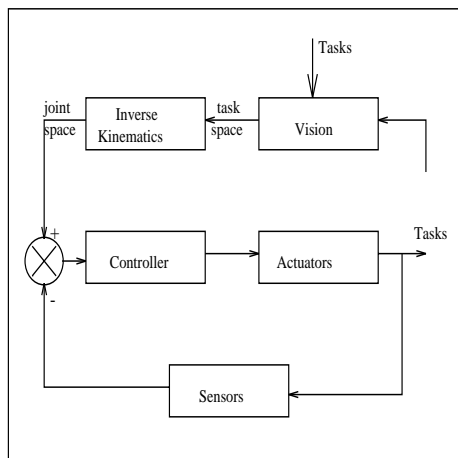 Tasks
joint
space
Inverse
Kinematics
task
space
Vision
+
Tasks
Controller
Actuators
-
Sensors